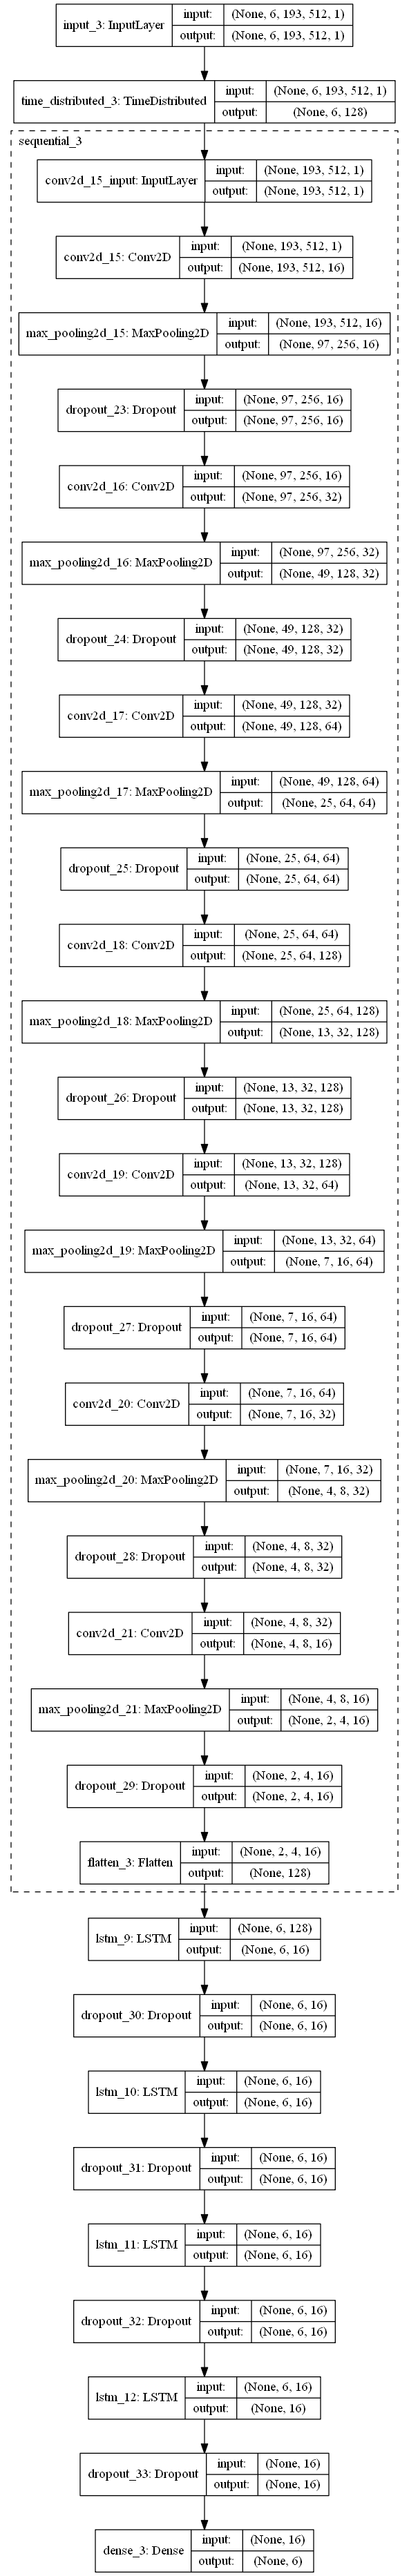 input_3: InputLayer
input: (None, 6, 193, 512, 1)
output: (None, 6, 193, 512, 1)
time_distributed_3: TimeDistributed
input: (None, 6, 193, 512, 1)
output: (None, 6, 128)
sequential_3
conv2d_15_input: InputLayer
input: (None, 193, 512, 1)
output: (None, 193, 512, 1)
conv2d_15: Conv2D
input: (None, 193, 512, 1)
output: (None, 193, 512, 16)
max_pooling2d_15: MaxPooling2D
input: (None, 193, 512, 16)
output: (None, 97, 256, 16)
dropout_23: Dropout
input: (None, 97, 256, 16)
output: (None, 97, 256, 16)
conv2d_16: Conv2D
input: (None, 97, 256, 16)
output: (None, 97, 256, 32)
max_pooling2d_16: MaxPooling2D
input: (None, 97, 256, 32)
output: (None, 49, 128, 32)
dropout_24: Dropout
input: (None, 49, 128, 32)
output: (None, 49, 128, 32)
conv2d_17: Conv2D
input: (None, 49, 128, 32)
output: (None, 49, 128, 64)
max_pooling2d_17: MaxPooling2D
input: (None, 49, 128, 64)
output: (None, 25, 64, 64)
dropout_25: Dropout
input: (None, 25, 64, 64)
output: (None, 25, 64, 64)
conv2d_18: Conv2D
input: (None, 25, 64, 64)
output: (None, 25, 64, 128)
max_pooling2d_18: MaxPooling2D
input: (None, 25, 64, 128)
output: (None, 13, 32, 128)
dropout_26: Dropout
input: (None, 13, 32, 128)
output: (None, 13, 32, 128)
conv2d_19: Conv2D
input: (None, 13, 32, 128)
output: (None, 13, 32, 64)
max_pooling2d_19: MaxPooling2D
input: (None, 13, 32, 64)
output: (None, 7, 16, 64)
dropout_27: Dropout
input: (None, 7, 16, 64)
output: (None, 7, 16, 64)
conv2d_20: Conv2D
input: (None, 7, 16, 64)
output: (None, 7, 16, 32)
max_pooling2d_20: MaxPooling2D
input: (None, 7, 16, 32)
output: (None, 4, 8, 32)
dropout_28: Dropout
input: (None, 4, 8, 32)
output: (None, 4, 8, 32)
conv2d_21: Conv2D
input: (None, 4, 8, 32)
output: (None, 4, 8, 16)
max_pooling2d_21: MaxPooling2D
input: (None, 4, 8, 16)
output: (None, 2, 4, 16)
dropout_29: Dropout
input: (None, 2, 4, 16)
output: (None, 2, 4, 16)
flatten_3: Flatten
input: (None, 2, 4, 16)
output: (None, 128)
lstm_9: LSTM
input: (None, 6, 128)
output: (None, 6, 16)
dropout_30: Dropout
input: (None, 6, 16)
output: (None, 6, 16)
lstm_10: LSTM
input: (None, 6, 16)
output: (None, 6, 16)
dropout_31: Dropout
input: (None, 6, 16)
output: (None, 6, 16)
lstm_11: LSTM
input: (None, 6, 16)
output: (None, 6, 16)
dropout_32: Dropout
input: (None, 6, 16)
output: (None, 6, 16)
lstm_12: LSTM
input: (None, 6, 16)
output: (None, 16)
dropout_33: Dropout
input: (None, 16)
output: (None, 16)
dense_3: Dense
input: (None, 16)
output: (None, 6)